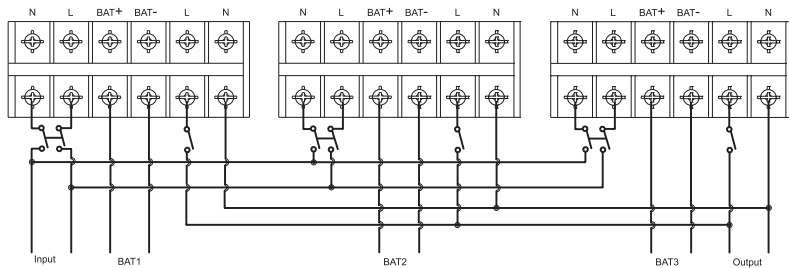 N L BAT+ BAT- L N N L BAT+ BAT- L N N L BAT+ BAT- L N
Input BAT1 BAT2 BAT3 Output